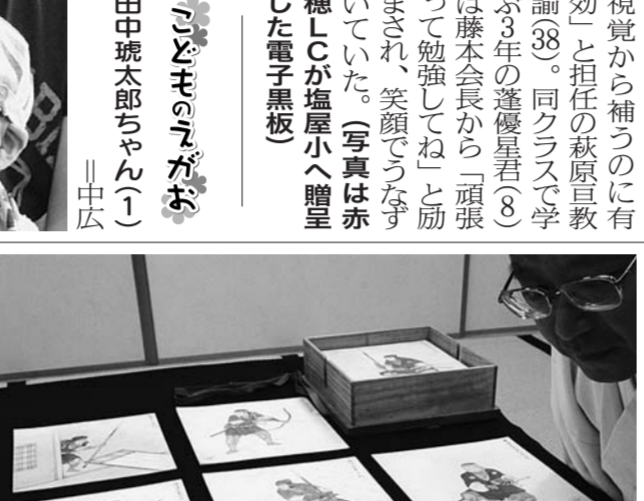 視覚から補うのに有
効」と担任の萩原亘教
諭(38)。同クラスで学
ぶ3年の蓬優星君(8)
は藤本会長から「頑張
って勉強してね」と励
まされ、笑顔でうなず
いていた。(写真は赤
穂LCが塩屋小へ贈呈
した電子黒板)
こどものえがお
田中琥太郎ちゃん(1)
=中広